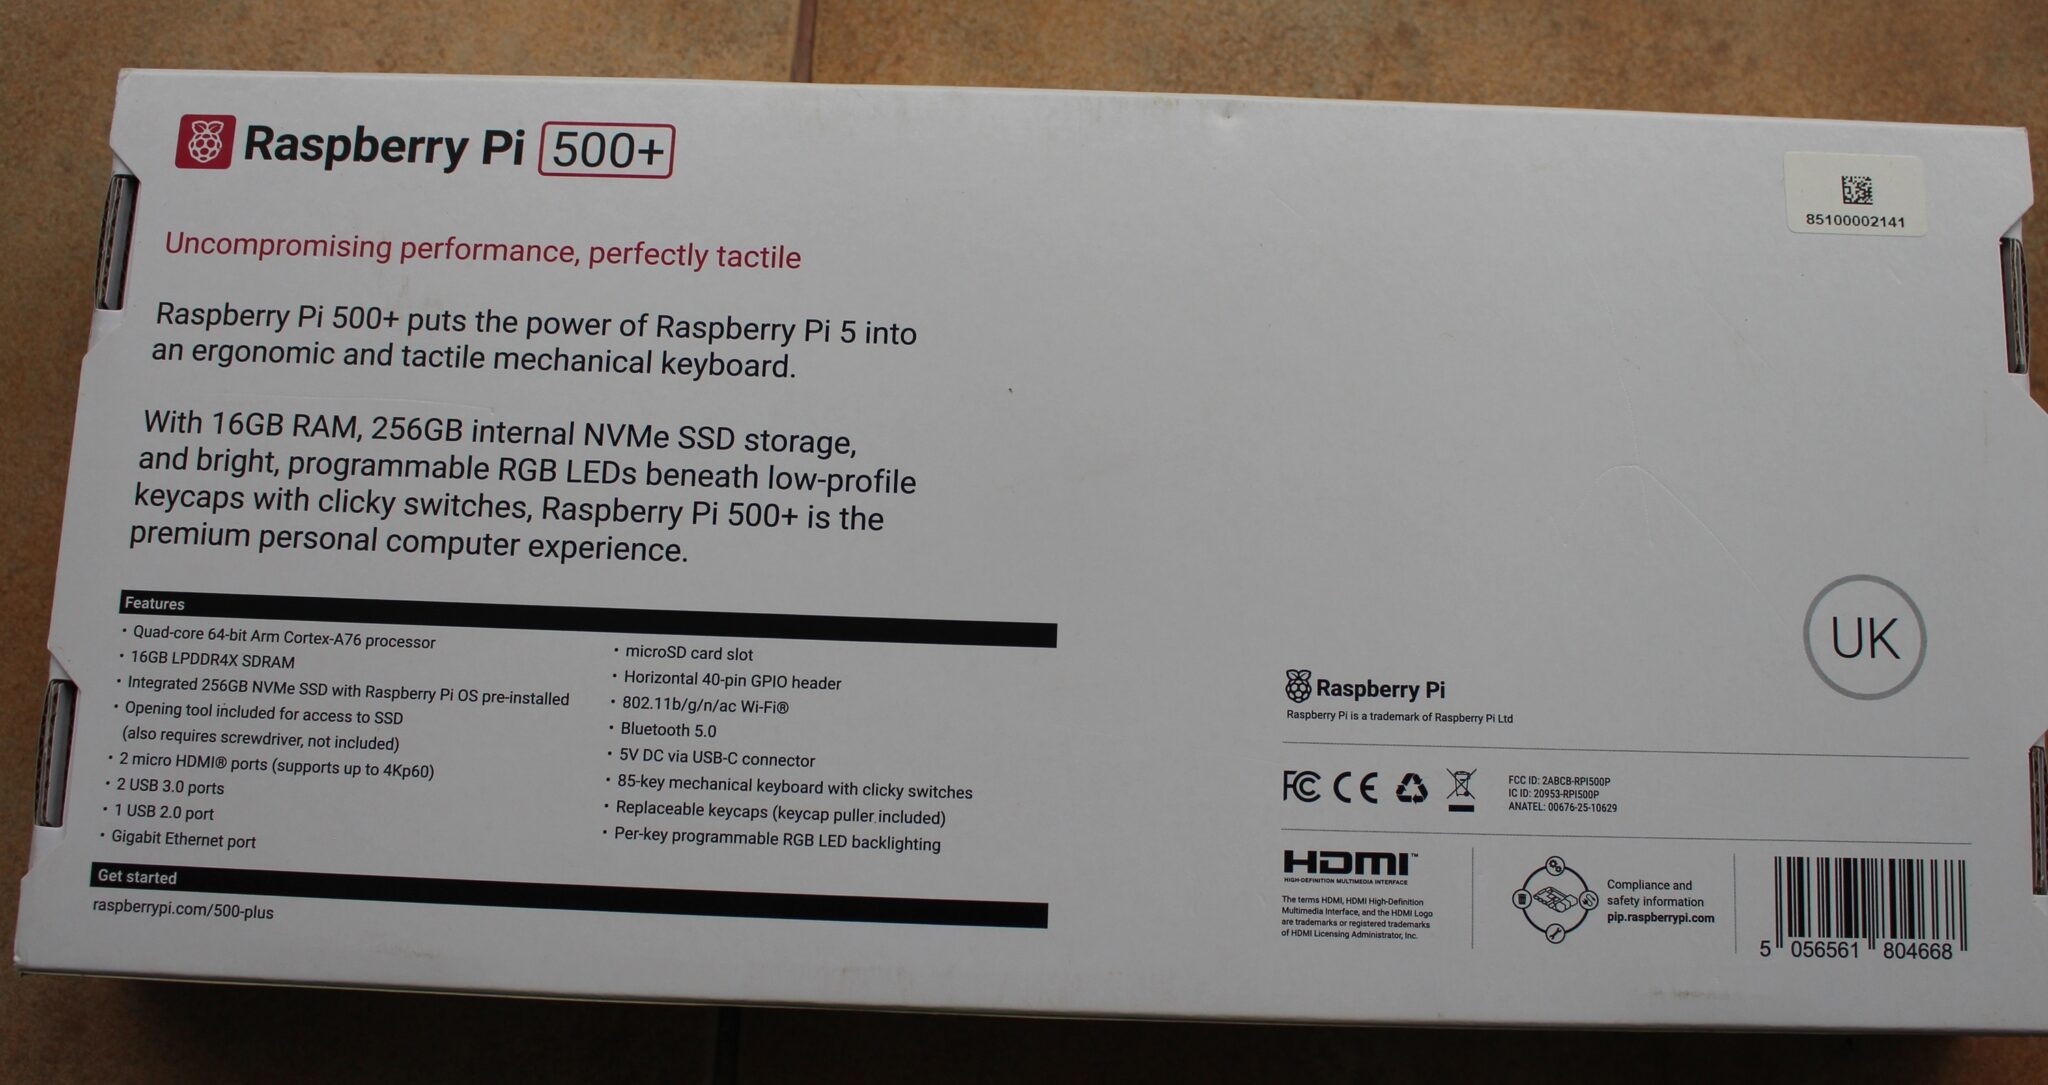 Raspberry Pi 500+
85100002141
Uncompromising performance, perfectly tactile
Raspberry Pi 500+ puts the power of Raspberry Pi 5 into
an ergonomic and tactile mechanical keyboard.
With 16GB RAM, 256GB internal NVMe SSD storage,
and bright, programmable RGB LEDs beneath low-profile
keycaps with clicky switches, Raspberry Pi 500+ is the
premium personal computer experience.
Features
· Quad-core 64-bit Arm Cortex-A76 processor
· 16GB LPDDR4X SDRAM
· Integrated 256GB NVMe SSD with Raspberry Pi OS pre-installed
· Opening tool included for access to SSD
(also requires screwdriver, not included)
· 2 micro HDMI® ports (supports up to 4Kp60)
· 2 USB 3.0 ports
· 1 USB 2.0 port
· Gigabit Ethernet port
· microSD card slot
· Horizontal 40-pin GPIO header
· 802.11b/g/n/ac Wi-Fi®
· Bluetooth 5.0
· 5V DC via USB-C connector
· 85-key mechanical keyboard with clicky switches
· Replaceable keycaps (keycap puller included)
· Per-key programmable RGB LED backlighting
Get started
raspberrypi.com/500-plus
UK
Raspberry Pi
Raspberry Pi is a trademark of Raspberry Pi Ltd
FC CE
FCC ID: 2ABCB-RPI500P
IC ID: 20953-RPI500P
ANATEL: 00676-25-10629
HDMI™
HIGH-DEFINITION MULTIMEDIA INTERFACE
The terms HDMI, HDMI High-Definition
Multimedia Interface, and the HDMI Logo
are trademarks or registered trademarks
of HDMI Licensing Administrator, Inc.
Compliance and
safety information
pip.raspberrypi.com
5 056561 804668